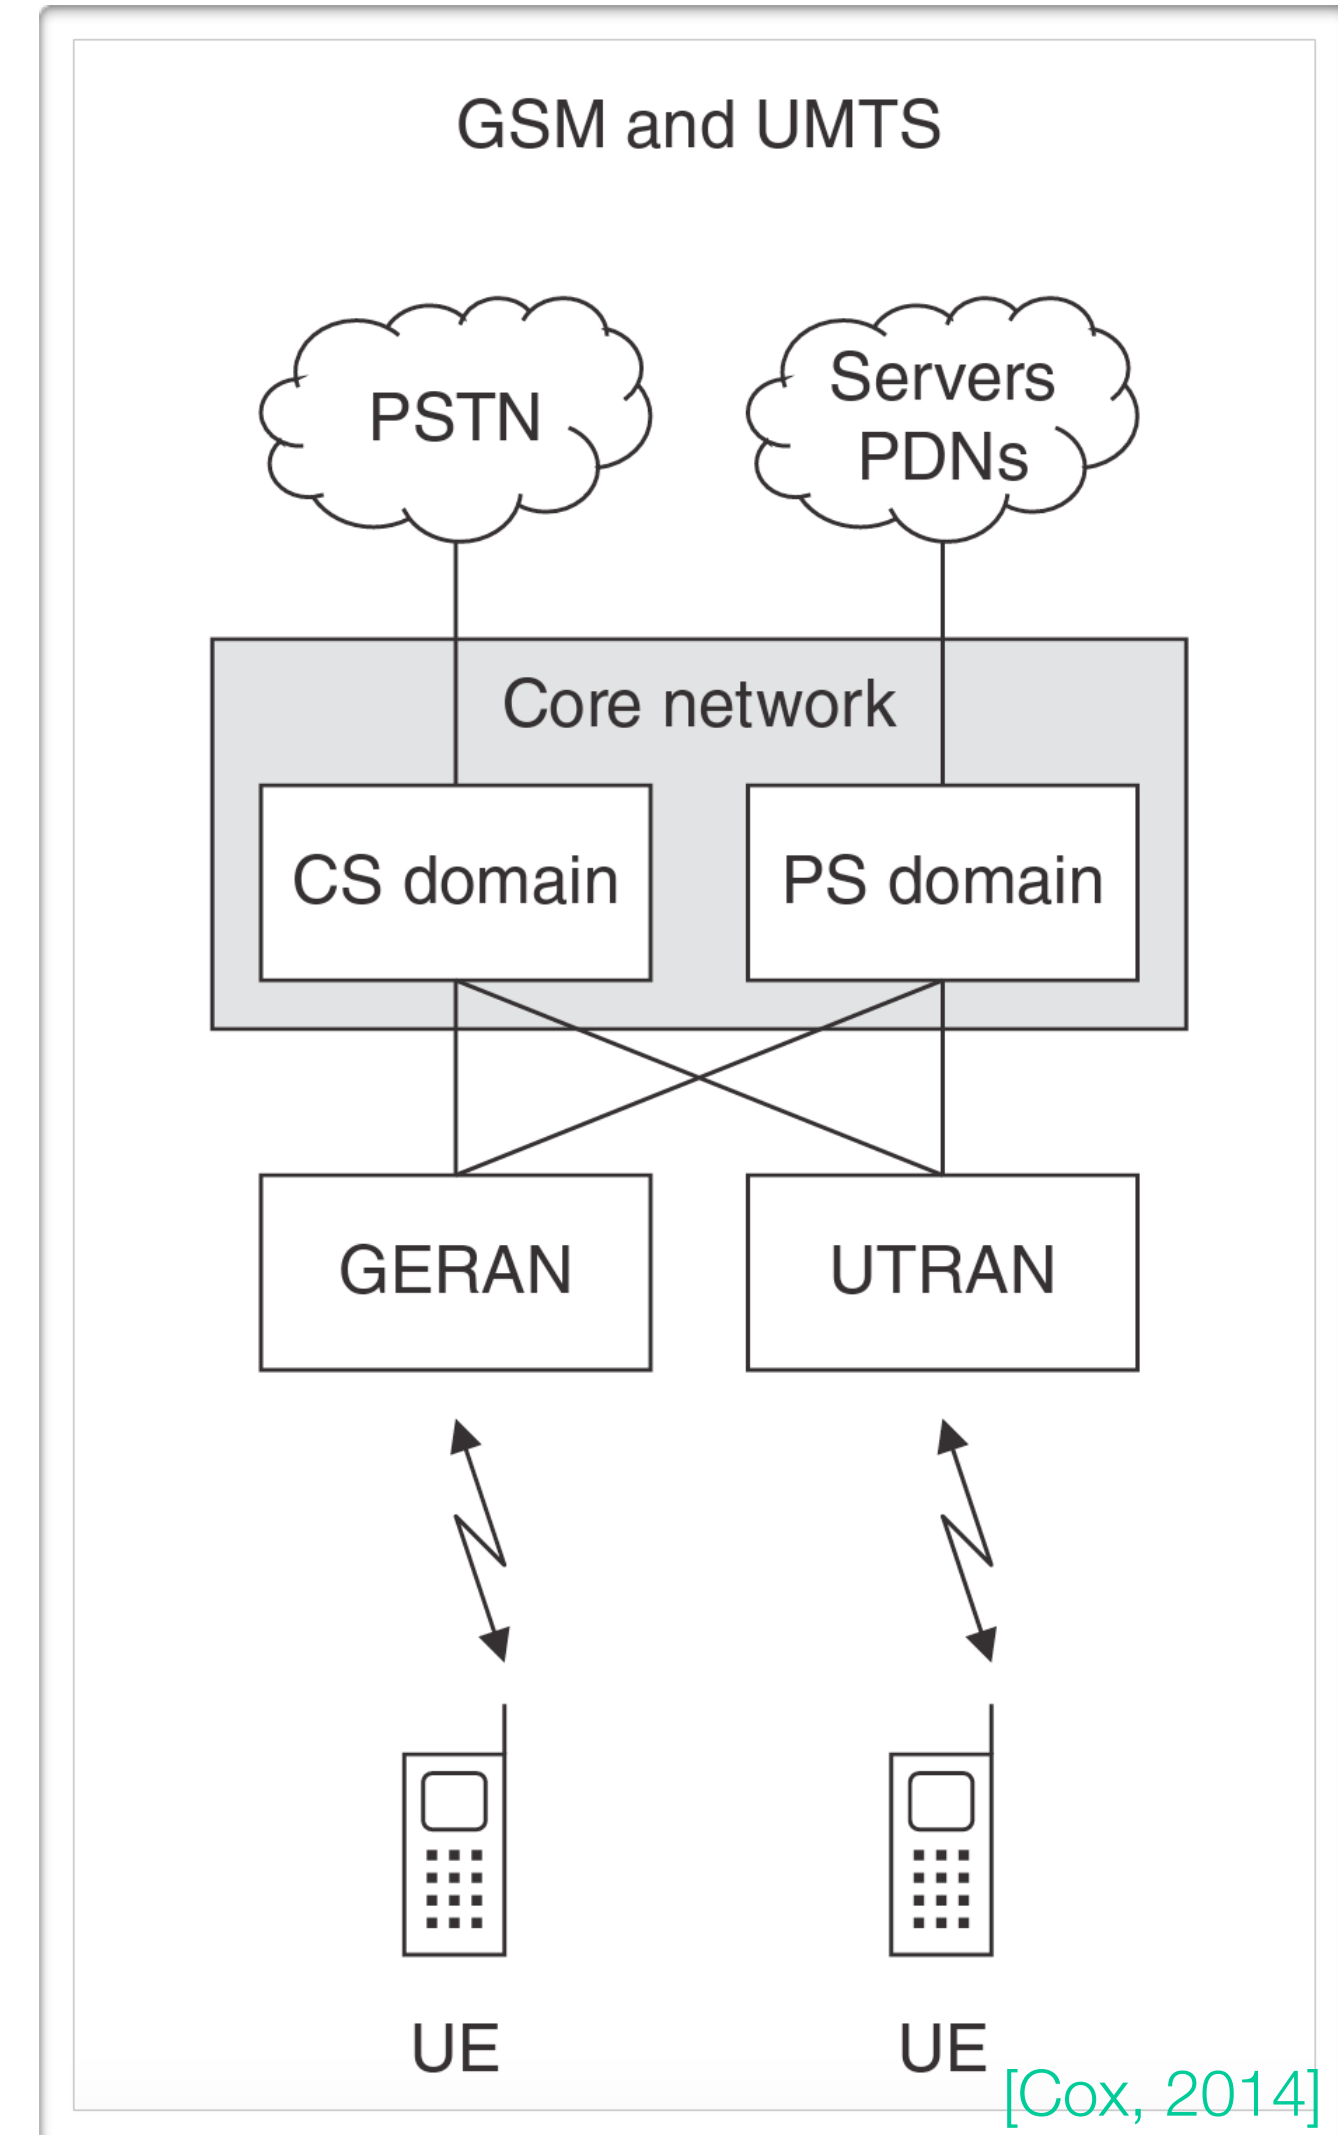 GSM and UMTS
PSTN
Servers
PDNs
Core network
CS domain
PS domain
GERAN
UTRAN
UE
UE
[Cox, 2014]